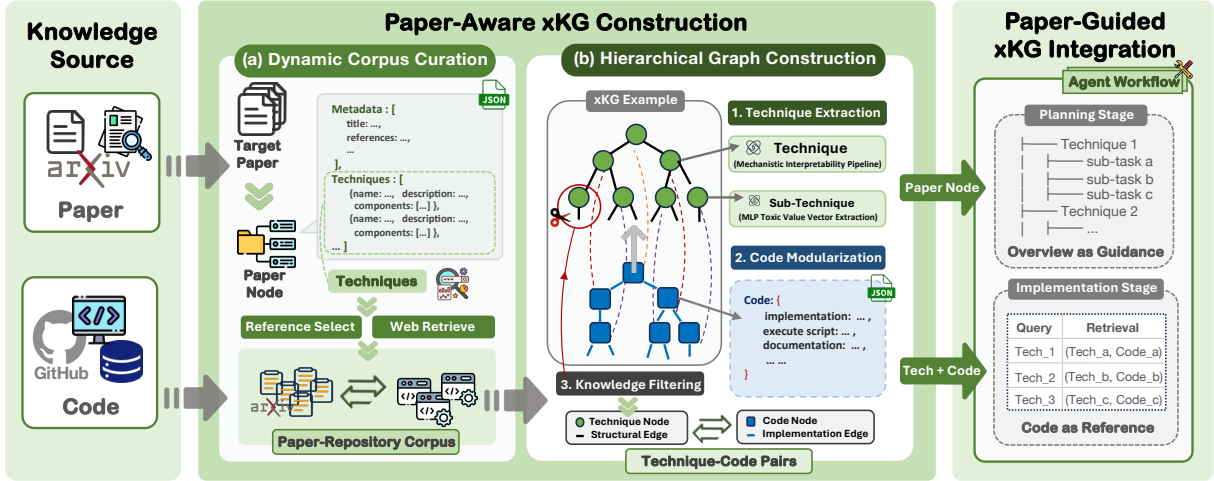 Knowledge
Source
arXiv
Paper
GitHub
Code
Paper-Aware xKG Construction
(a) Dynamic Corpus Curation
Target
Paper
JSON
Metadata : [
title: ...,
references: ...,
...
],
Techniques : [
{name: ..., description: ...,
components: [...] },
{name: ..., description: ...,
components: [...] },
... ]
Paper
Node
Techniques
Reference Select
Web Retrieve
arXiv
Paper-Repository Corpus
(b) Hierarchical Graph Construction
xKG Example
1. Technique Extraction
Technique
(Mechanistic Interpretability Pipeline)
Sub-Technique
(MLP Toxic Value Vector Extraction)
2. Code Modularization
JSON
Code: {
implementation: ... ,
execute script: ... ,
documentation: ... ,
... ...
}
3. Knowledge Filtering
Technique Node
Structural Edge
Code Node
Implementation Edge
Technique-Code Pairs
Paper Node
Tech + Code
Paper-Guided
xKG Integration
Agent Workflow
Planning Stage
Technique 1
sub-task a
sub-task b
sub-task c
Technique 2
...
Overview as Guidance
Implementation Stage
Query Retrieval
Tech_1 (Tech_a, Code_a)
Tech_2 (Tech_b, Code_b)
Tech_3 (Tech_c, Code_c)
Code as Reference